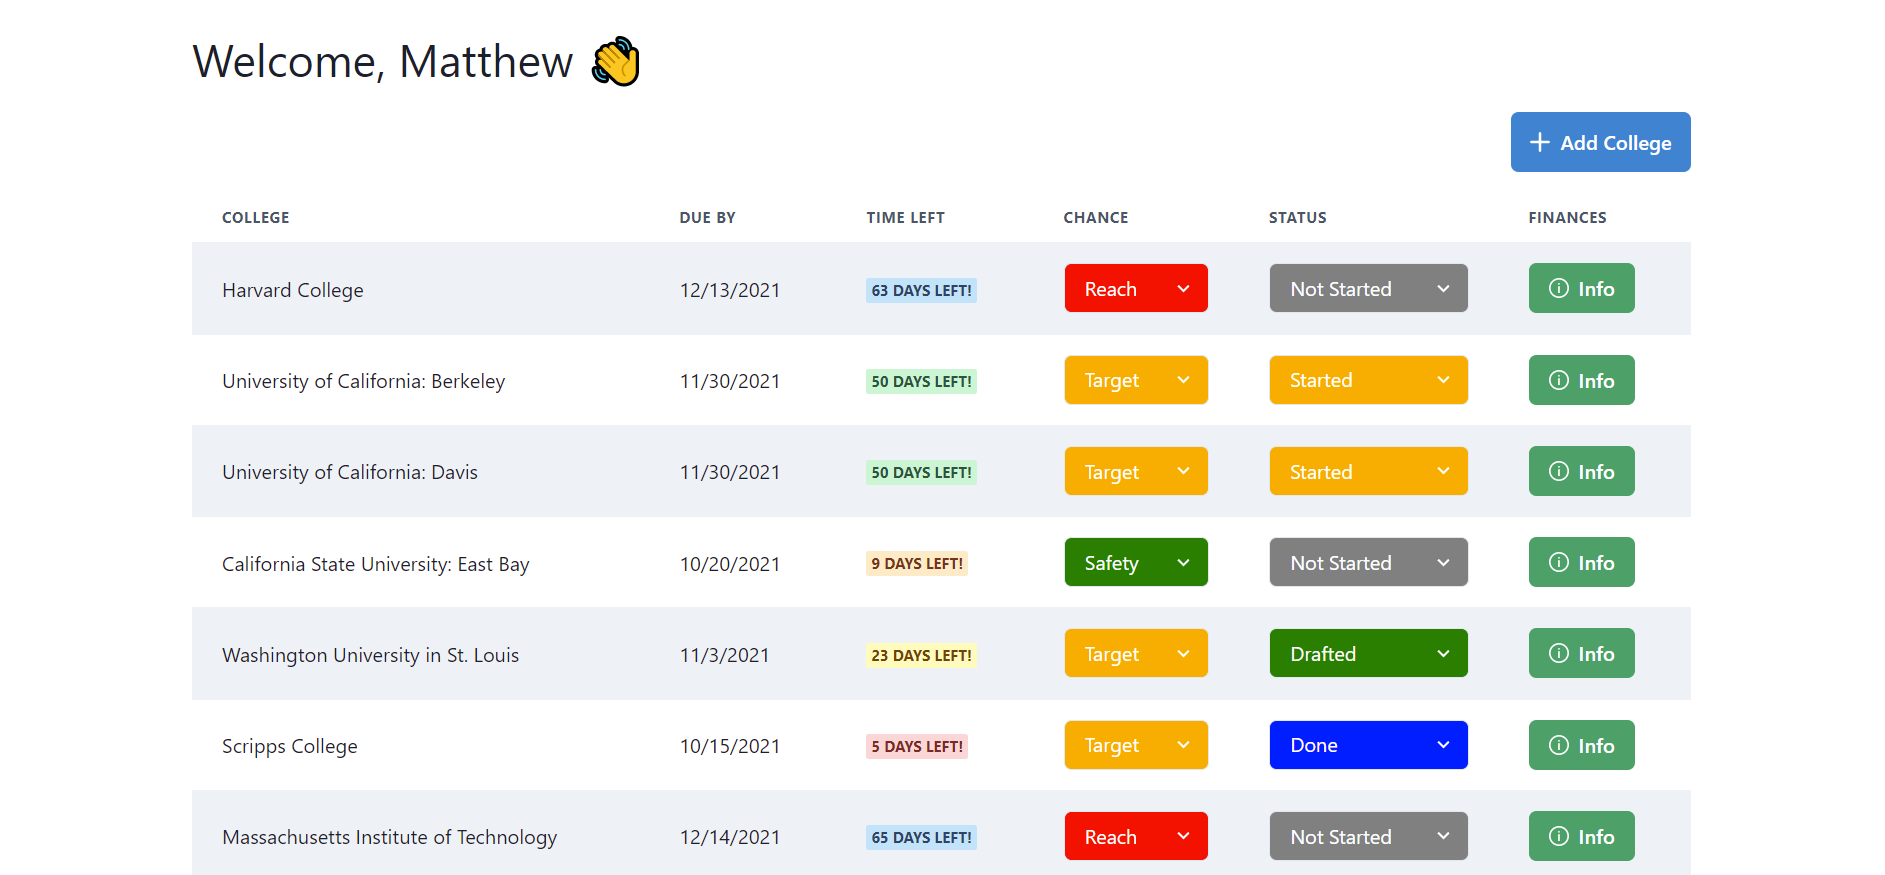 Welcome, Matthew 👋
Add College
COLLEGE DUE BY TIME LEFT CHANCE STATUS FINANCES
Harvard College 12/13/2021 63 DAYS LEFT! Reach Not Started Info
University of California: Berkeley 11/30/2021 50 DAYS LEFT! Target Started Info
University of California: Davis 11/30/2021 50 DAYS LEFT! Target Started Info
California State University: East Bay 10/20/2021 9 DAYS LEFT! Safety Not Started Info
Washington University in St. Louis 11/3/2021 23 DAYS LEFT! Target Drafted Info
Scripps College 10/15/2021 5 DAYS LEFT! Target Done Info
Massachusetts Institute of Technology 12/14/2021 65 DAYS LEFT! Reach Not Started Info